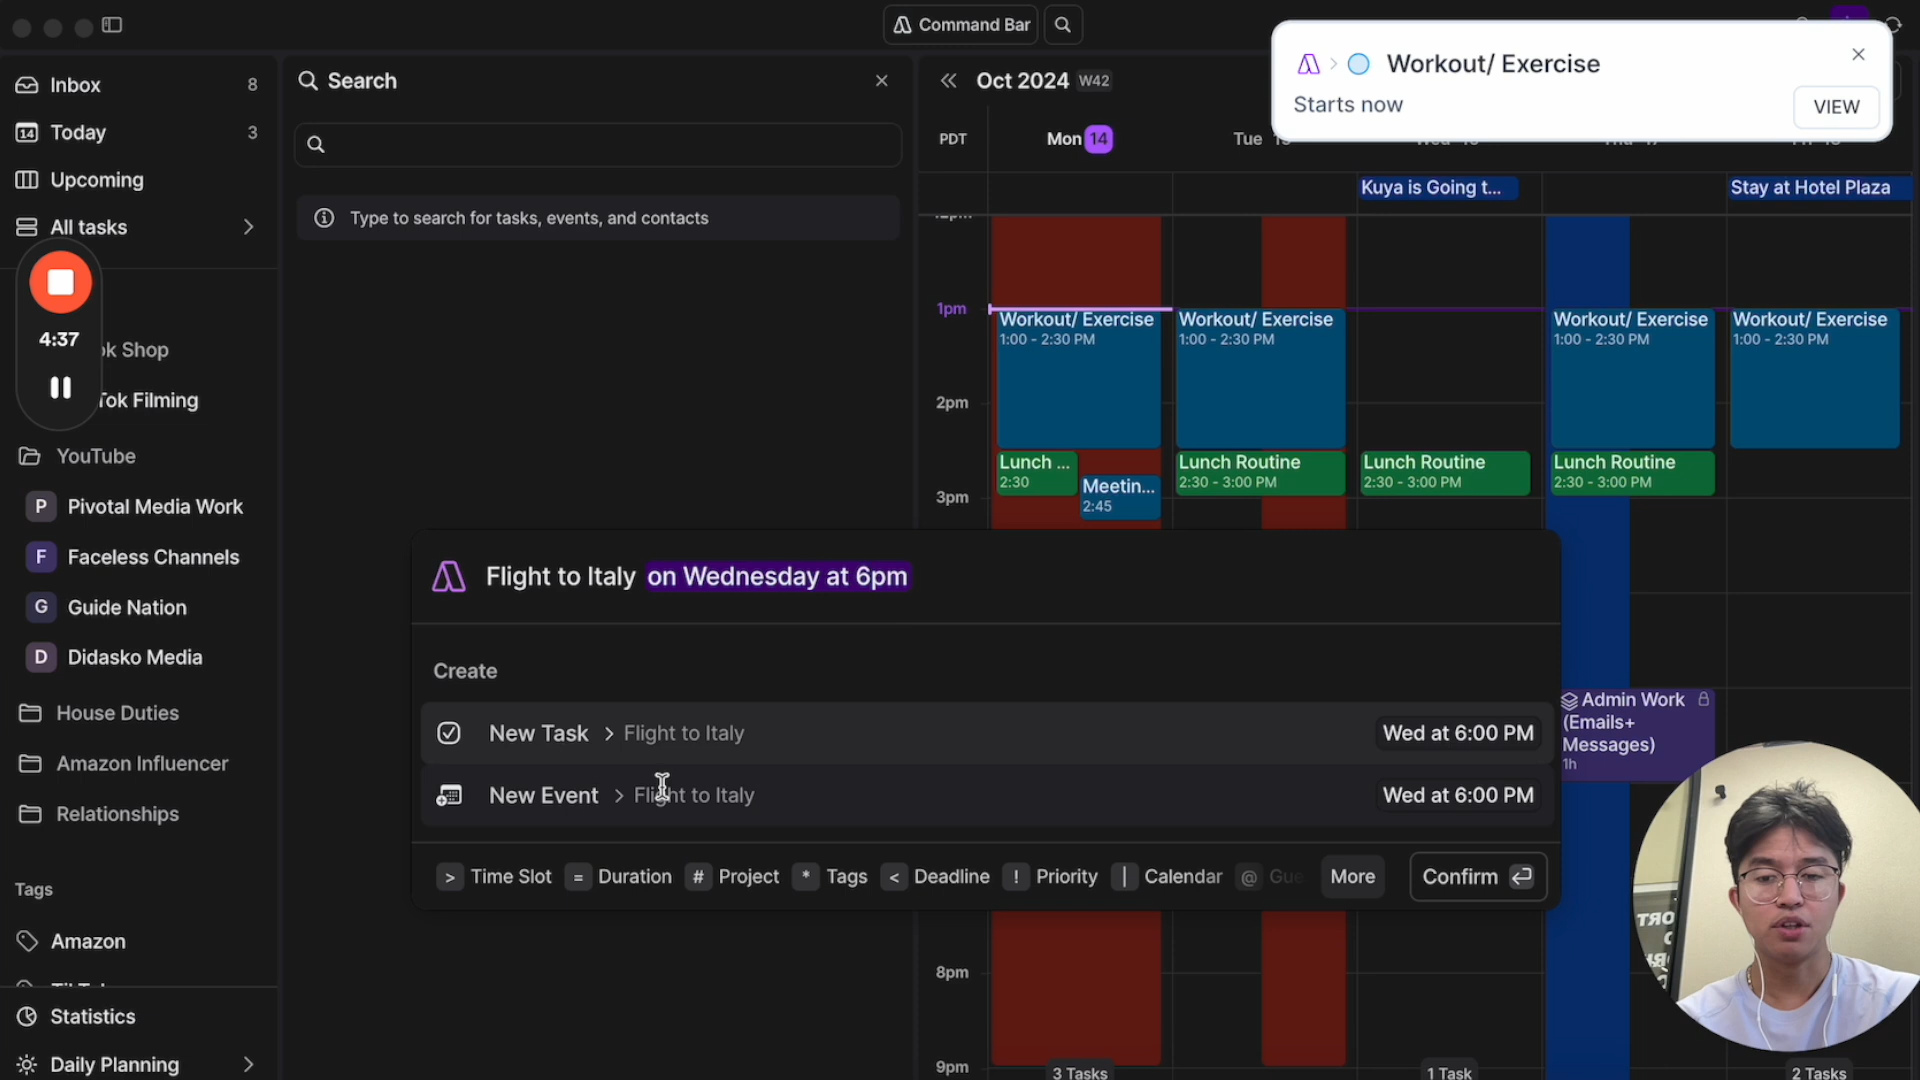 Command Bar
Inbox 8
14 Today 3
Upcoming
All tasks
4:37
ok Shop
Tok Filming
YouTube
P Pivotal Media Work
F Faceless Channels
G Guide Nation
D Didasko Media
House Duties
Amazon Influencer
Relationships
Tags
Amazon
Statistics
Daily Planning
Search
Type to search for tasks, events, and contacts
Oct 2024 W42
Workout/ Exercise
Starts now
VIEW
PDT
Mon 14
Tue
Kuya is Going t...
Stay at Hotel Plaza
1pm
Workout/ Exercise
1:00 - 2:30 PM
Workout/ Exercise
1:00 - 2:30 PM
Workout/ Exercise
1:00 - 2:30 PM
Workout/ Exercise
1:00 - 2:30 PM
2pm
Lunch ...
2:30
Meetin...
2:45
Lunch Routine
2:30 - 3:00 PM
Lunch Routine
2:30 - 3:00 PM
Lunch Routine
2:30 - 3:00 PM
3pm
Flight to Italy on Wednesday at 6pm
Create
New Task > Flight to Italy Wed at 6:00 PM
New Event > Flight to Italy Wed at 6:00 PM
> Time Slot = Duration # Project * Tags < Deadline ! Priority | Calendar @ Gue More Confirm
Admin Work
(Emails+
Messages)
1h
8pm
9pm
3 Tasks
1 Task
2 Tasks